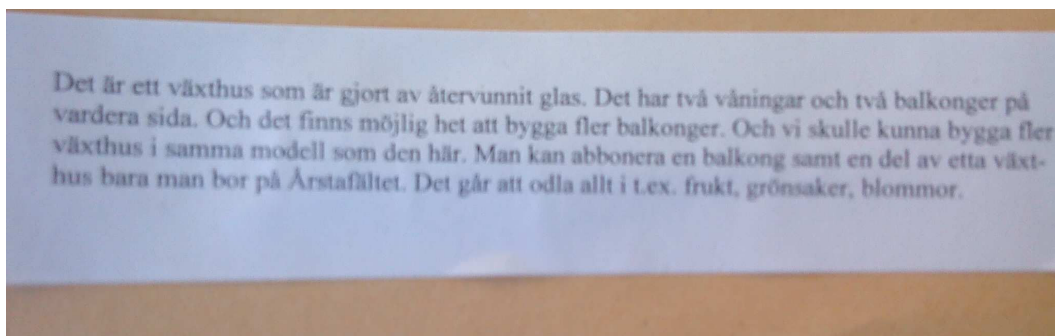 Det är ett växthus som är gjort av återvunnit glas. Det har två våningar och två balkonger på
vardera sida. Och det finns möjlig het att bygga fler balkonger. Och vi skulle kunna bygga fler
växthus i samma modell som den här. Man kan abbonera en balkong samt en del av etta växt-
hus bara man bor på Årstafältet. Det går att odla allt i t.ex. frukt, grönsaker, blommor.